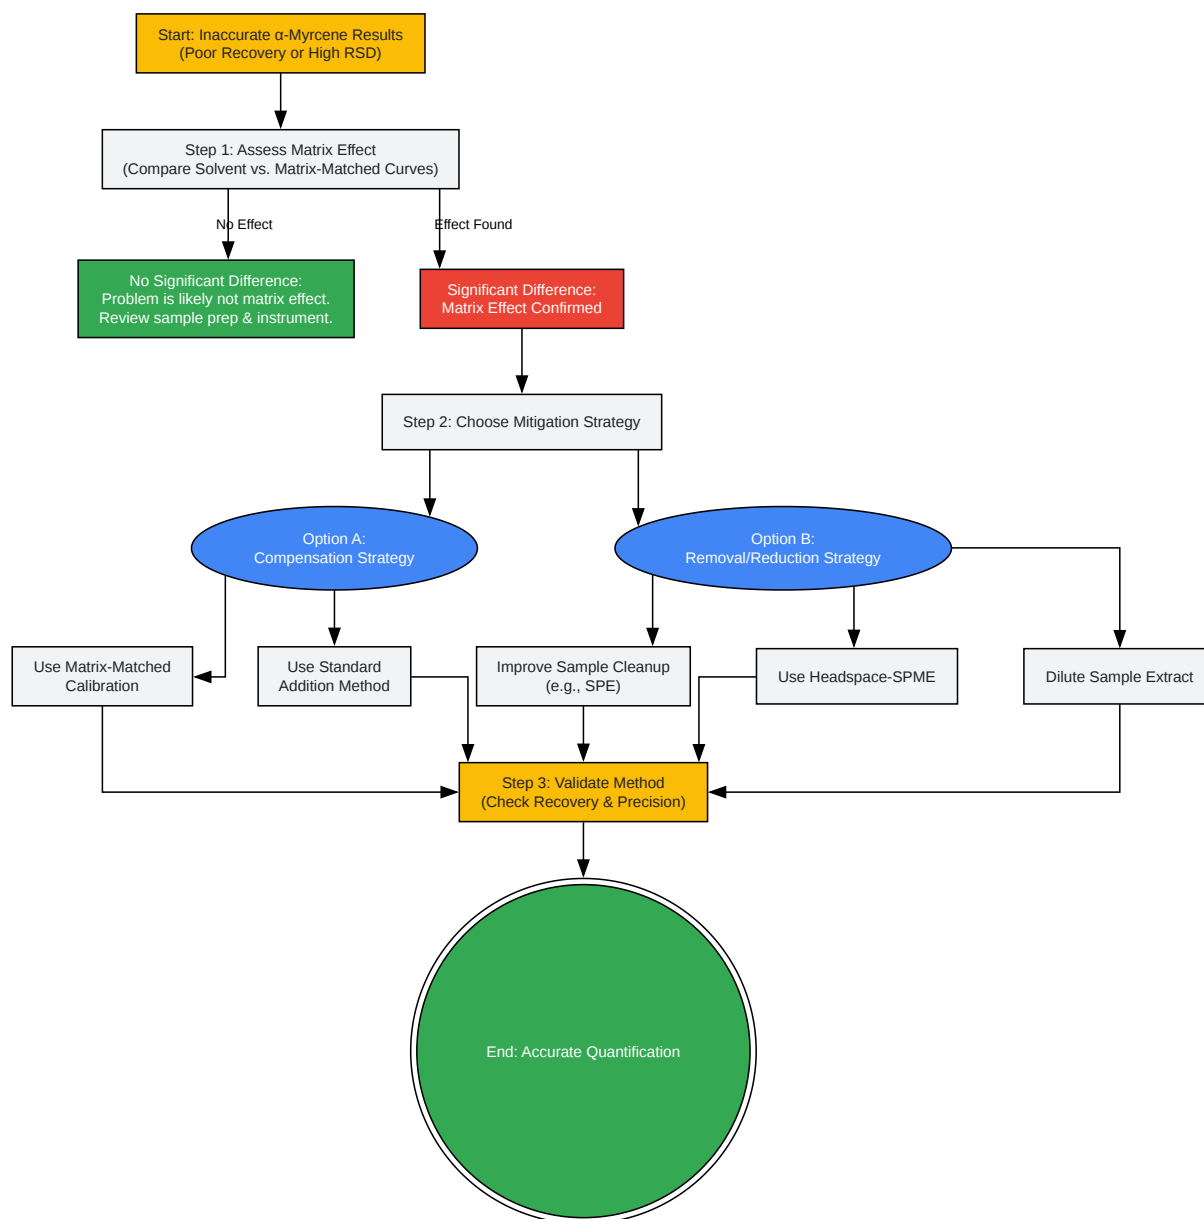 Start: Inaccurate α-Myrcene Results
(Poor Recovery or High RSD)
Step 1: Assess Matrix Effect
(Compare Solvent vs. Matrix-Matched Curves)
No Effect
Effect Found
No Significant Difference:
Problem is likely not matrix effect.
Review sample prep & instrument.
Significant Difference:
Matrix Effect Confirmed
Step 2: Choose Mitigation Strategy
Option A:
Compensation Strategy
Option B:
Removal/Reduction Strategy
Use Matrix-Matched
Calibration
Use Standard
Addition Method
Improve Sample Cleanup
(e.g., SPE)
Use Headspace-SPME
Dilute Sample Extract
Step 3: Validate Method
(Check Recovery & Precision)
End: Accurate Quantification